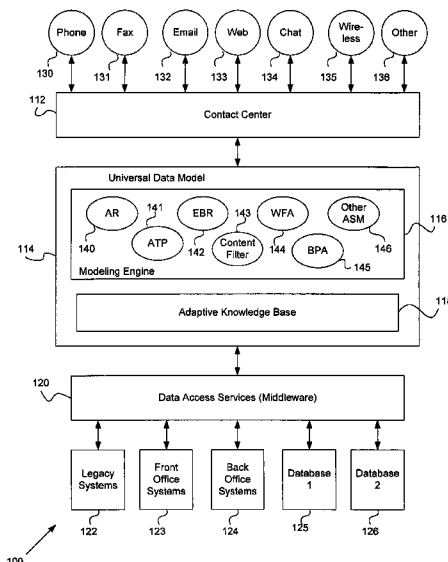 Phone
Fax
Email
Web
Chat
Wire-
less
Other
130
131
132
133
134
135
136
112
Contact Center
Universal Data Model
114
116
AR
141
EBR
143
WFA
Other
ASM
140
ATP
142
Content
Filter
144
BPA
146
145
Modeling Engine
Adaptive Knowledge Base
120
Data Access Services (Middleware)
Legacy
Systems
Front
Office
Systems
Back
Office
Systems
Database
1
Database
2
122
123
124
125
126